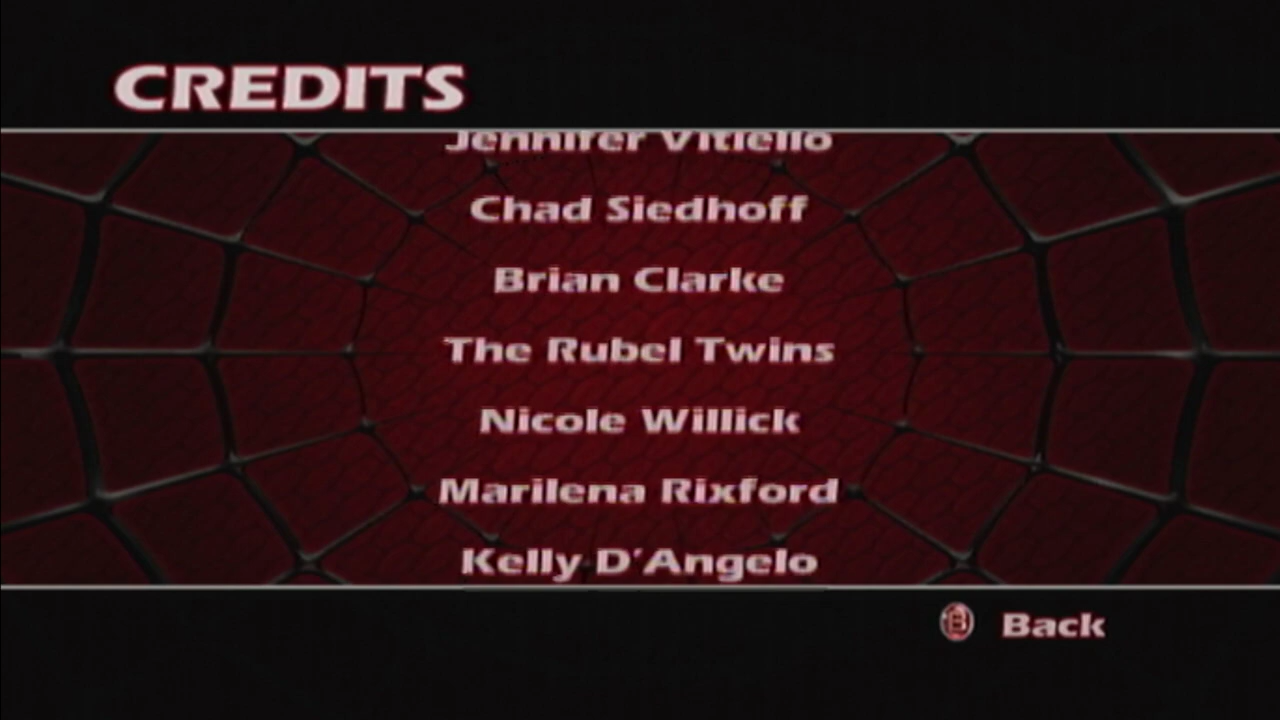 CREDITS
Jennifer Vitiello
Chad Siedhoff
Brian Clarke
The Rubel Twins
Nicole Willick
Marilena Rixford
Kelly D'Angelo
B Back